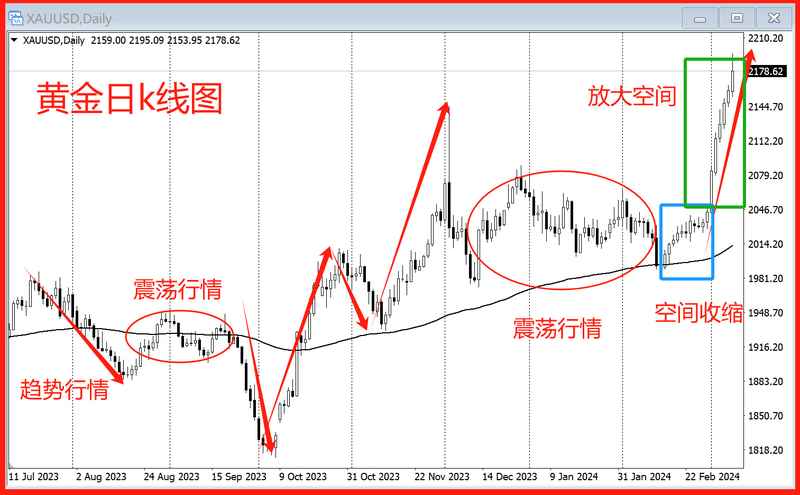 XAUUSD,Daily
XAUUSD,Daily 2159.00 2195.09 2153.95 2178.62
2210.20
黄金日k线图
2178.62
放大空间
2144.70
2112.20
2079.20
2046.70
2014.20
震荡行情
1981.20
空间收缩
1948.70
震荡行情
1916.20
趋势行情
1883.20
1850.70
1818.20
11 Jul 2023 2 Aug 2023 24 Aug 2023 15 Sep 2023 9 Oct 2023 31 Oct 2023 22 Nov 2023 14 Dec 2023 9 Jan 2024 31 Jan 2024 22 Feb 2024